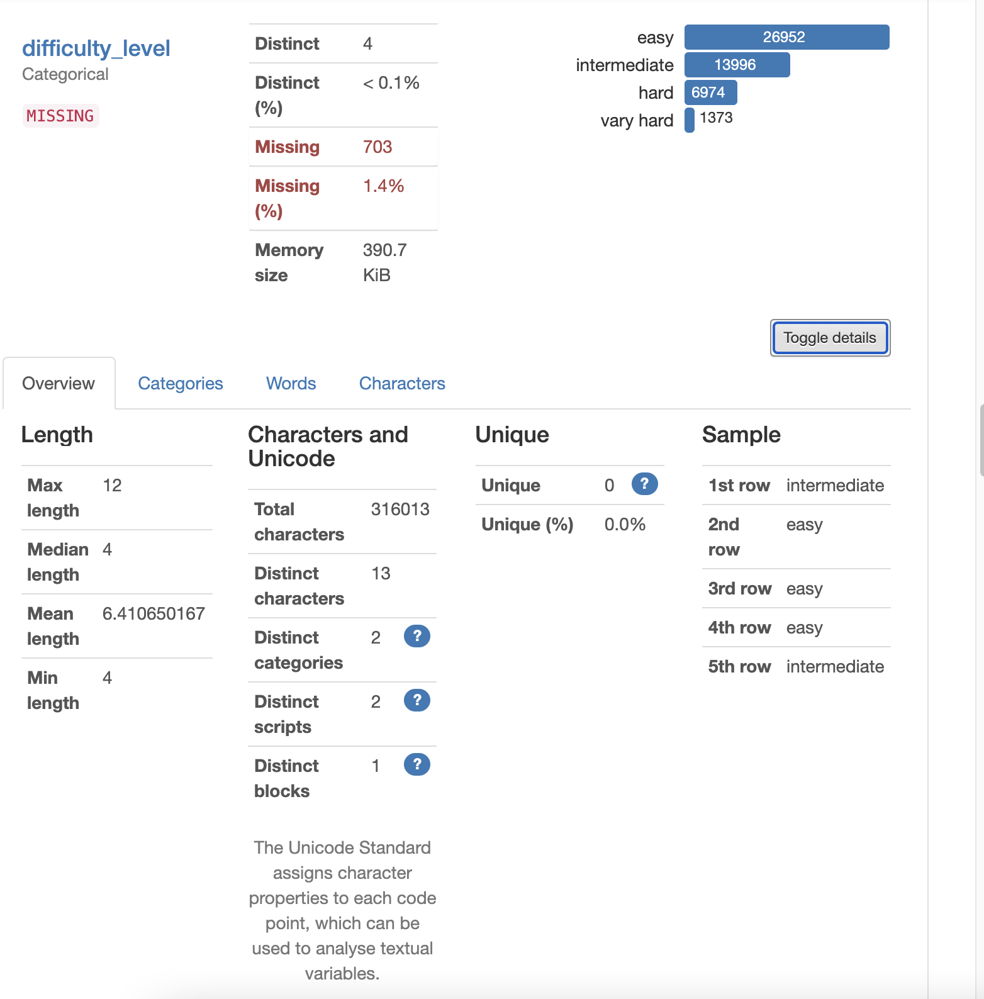 difficulty_level
Categorical
MISSING
Distinct 4
Distinct < 0.1%
(%)
Missing 703
Missing 1.4%
(%)
Memory 390.7
size KiB
easy 26952
intermediate 13996
hard 6974
vary hard 1373
Toggle details
Overview Categories Words Characters
Length
Max 12
length
Median 4
length
Mean 6.410650167
length
Min 4
length
Characters and
Unicode
Total 316013
characters
Distinct 13
characters
Distinct 2 ?
categories
Distinct 2 ?
scripts
Distinct 1 ?
blocks
The Unicode Standard
assigns character
properties to each code
point, which can be
used to analyse textual
variables.
Unique
Unique 0 ?
Unique (%) 0.0%
Sample
1st row intermediate
2nd easy
row
3rd row easy
4th row easy
5th row intermediate